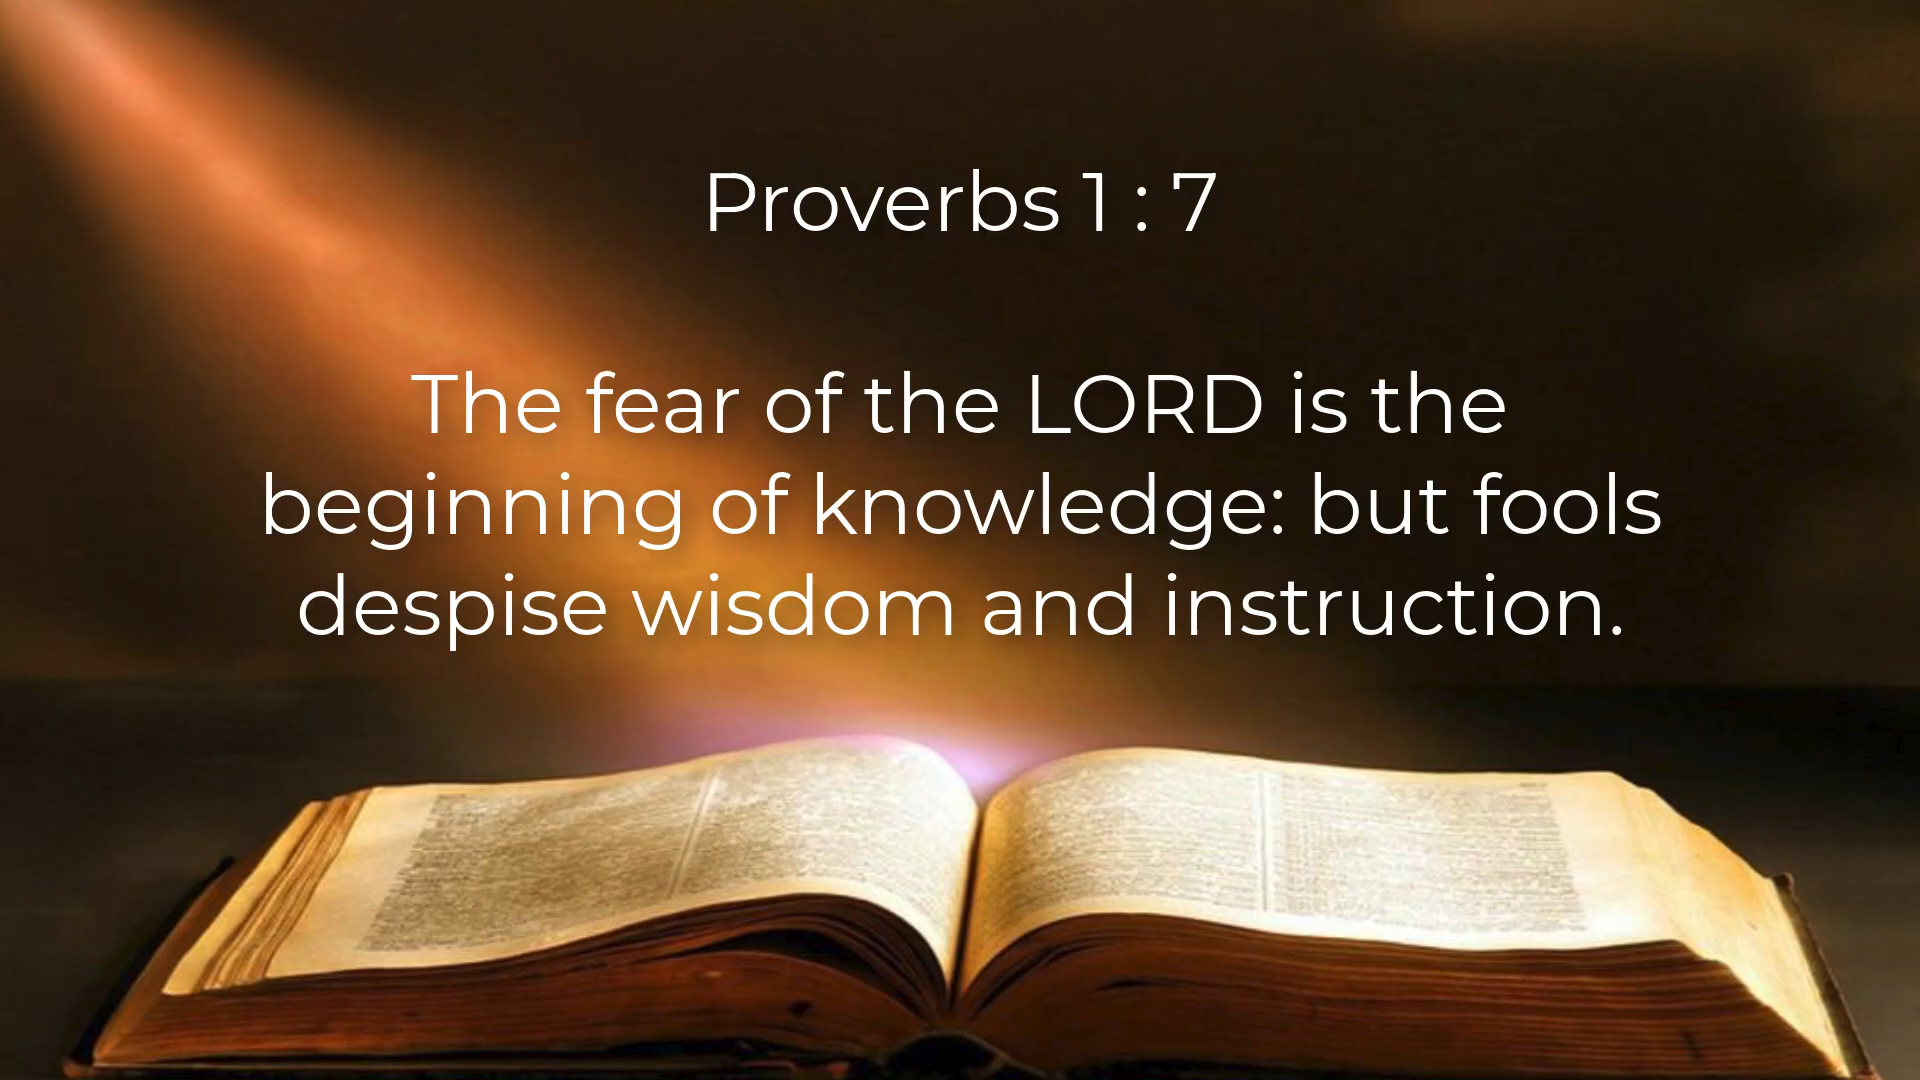 Proverbs 1 : 7
The fear of the LORD is the
beginning of knowledge: but fools
despise wisdom and instruction.